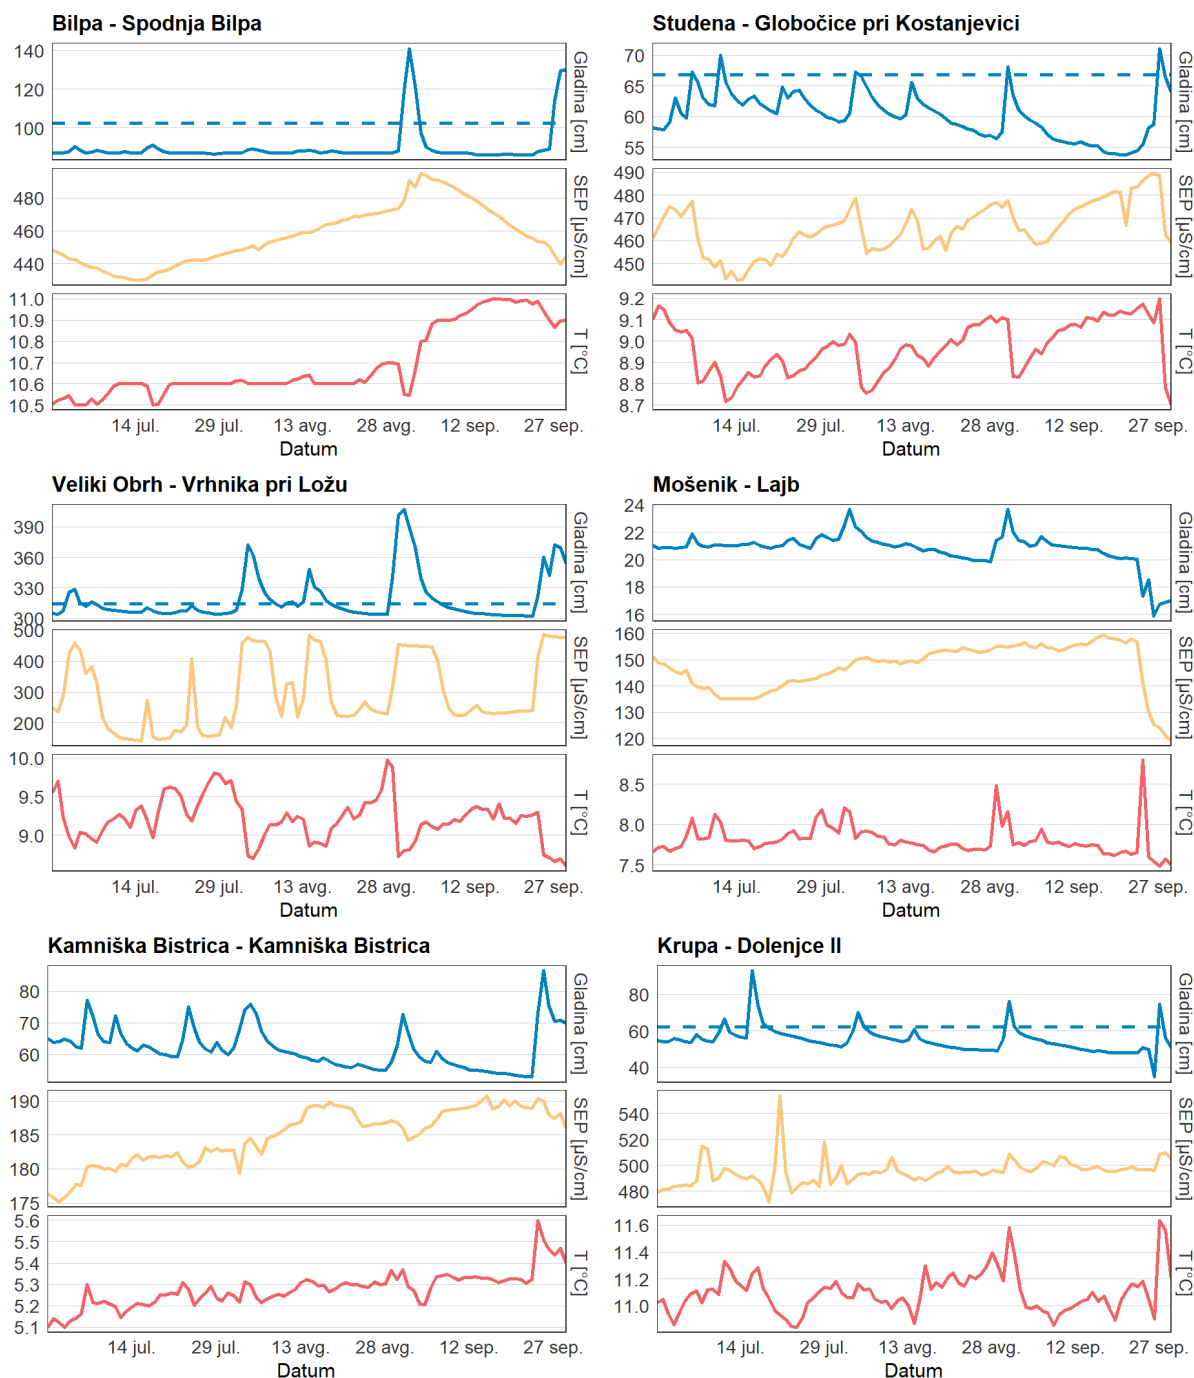 Bilpa - Spodnja Bilpa
140
120
100
Gladina [cm]
480
460
440
SEP [µS/cm]
11.0
10.9
10.8
10.7
10.6
10.5
T [°C]
14 jul. 29 jul. 13 avg. 28 avg. 12 sep. 27 sep.
Datum
Studena - Globočice pri Kostanjevici
70
65
60
55
Gladina [cm]
490
480
470
460
450
SEP [µS/cm]
9.2
9.1
9.0
8.9
8.8
8.7
T [°C]
14 jul. 29 jul. 13 avg. 28 avg. 12 sep. 27 sep.
Datum
Veliki Obrh - Vrhnika pri Ložu
390
360
330
300
Gladina [cm]
500
400
300
200
SEP [µS/cm]
10.0
9.5
9.0
T [°C]
14 jul. 29 jul. 13 avg. 28 avg. 12 sep. 27 sep.
Datum
Mošenik - Lajb
24
22
20
18
16
Gladina [cm]
160
150
140
130
120
SEP [µS/cm]
8.5
8.0
7.5
T [°C]
14 jul. 29 jul. 13 avg. 28 avg. 12 sep. 27 sep.
Datum
Kamniška Bistrica - Kamniška Bistrica
80
70
60
Gladina [cm]
190
185
180
175
SEP [µS/cm]
5.6
5.5
5.4
5.3
5.2
5.1
T [°C]
14 jul. 29 jul. 13 avg. 28 avg. 12 sep. 27 sep.
Datum
Krupa - Dolenjce II
80
60
40
Gladina [cm]
540
520
500
480
SEP [µS/cm]
11.6
11.4
11.2
11.0
T [°C]
14 jul. 29 jul. 13 avg. 28 avg. 12 sep. 27 sep.
Datum